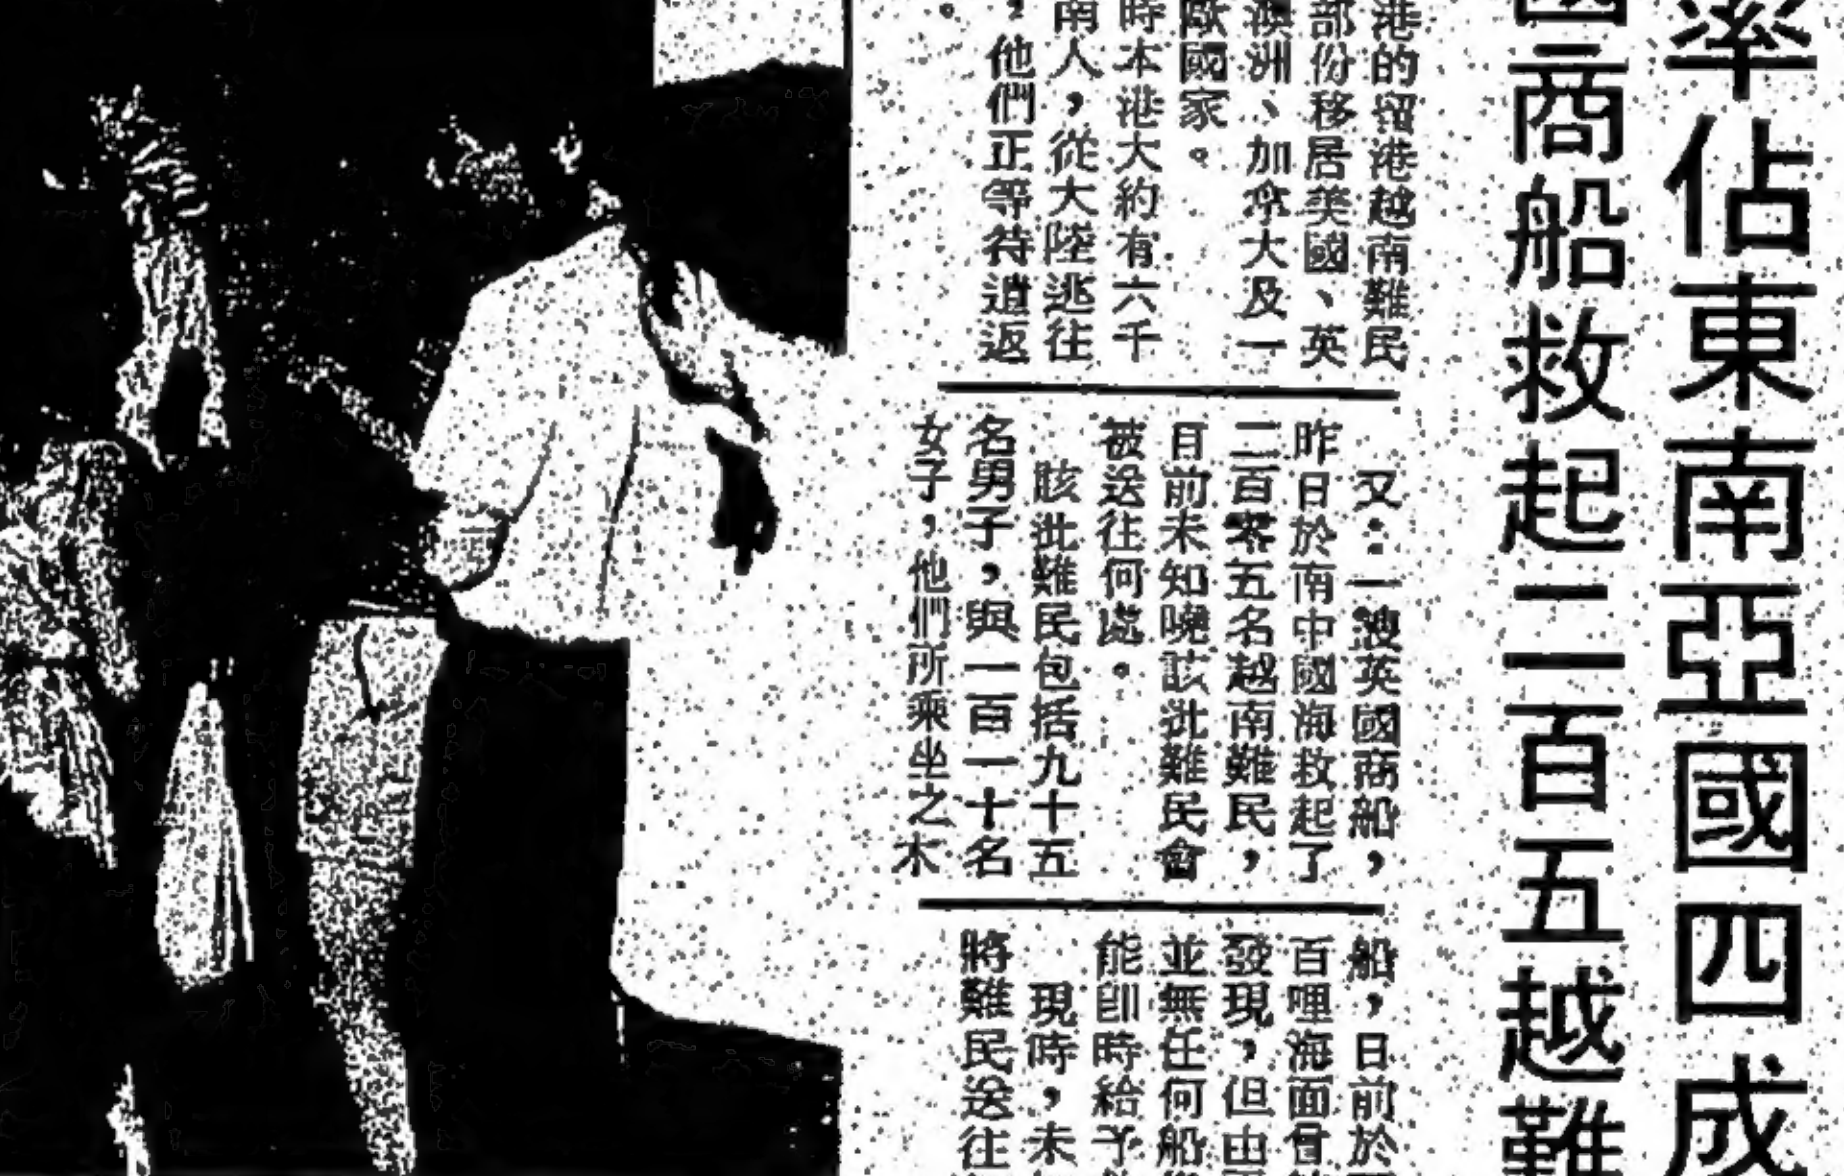 率佔東南亞國四成
國商船救起二百五越難
港的留港越南難民
部份移居美國、英
澳洲、加拿大及一
歐國家。
時本港大約有六千
南人，從大陸逃往
，他們正等待遣返
。
又：一艘英國商船，
昨日於南中國海救起了
二百零五名越南難民，
目前未知曉該批難民會
被送往何處。
該批難民包括九十五
名男子，與一百一十名
女子，他們所乘坐之木
船，日前於
百哩海面曾
發現，但由
並無任何船
能即時給予
現時，未
將難民送往